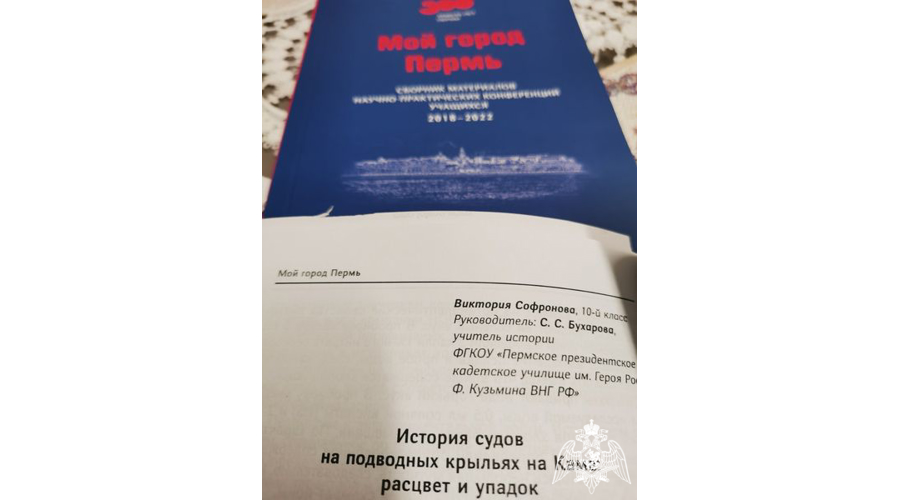 300
Мой город
Пермь
СБОРНИК МАТЕРИАЛОВ
НАУЧНО-ПРАКТИЧЕСКИХ КОНФЕРЕНЦИЙ
УЧАЩИХСЯ
2018–2022
Мой город Пермь
Виктория Софронова, 10-й класс
Руководитель: С. С. Бухарова,
учитель истории
ФГКОУ «Пермское президентское
кадетское училище им. Героя Рос
Ф. Кузьмина ВНГ РФ»
История судов
на подводных крыльях на Каме:
расцвет и упадок